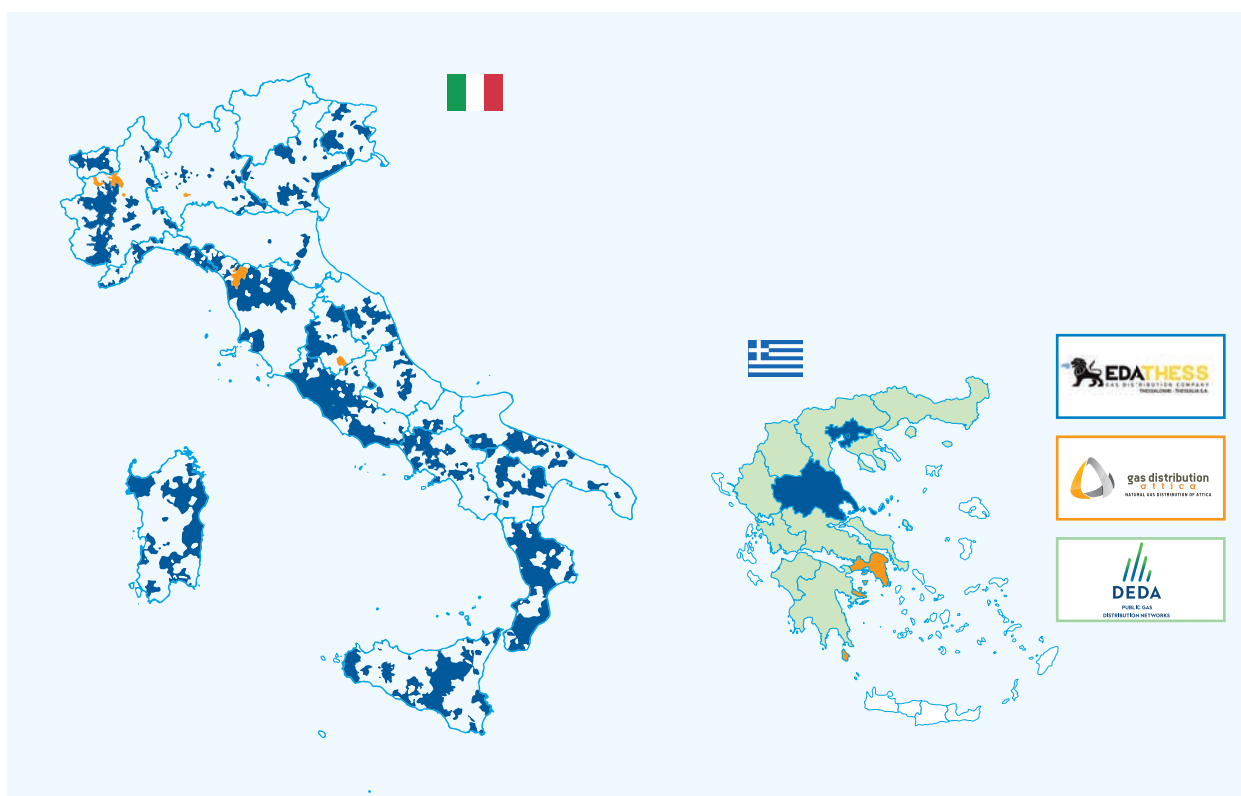 EDATHESS
GAS DISTRIBUTION COMPANY
THESSALONIKI - THESSALIA S.A.
gas distribution
attica
NATURAL GAS DISTRIBUTION OF ATTICA
DEDA
PUBLIC GAS
DISTRIBUTION NETWORKS